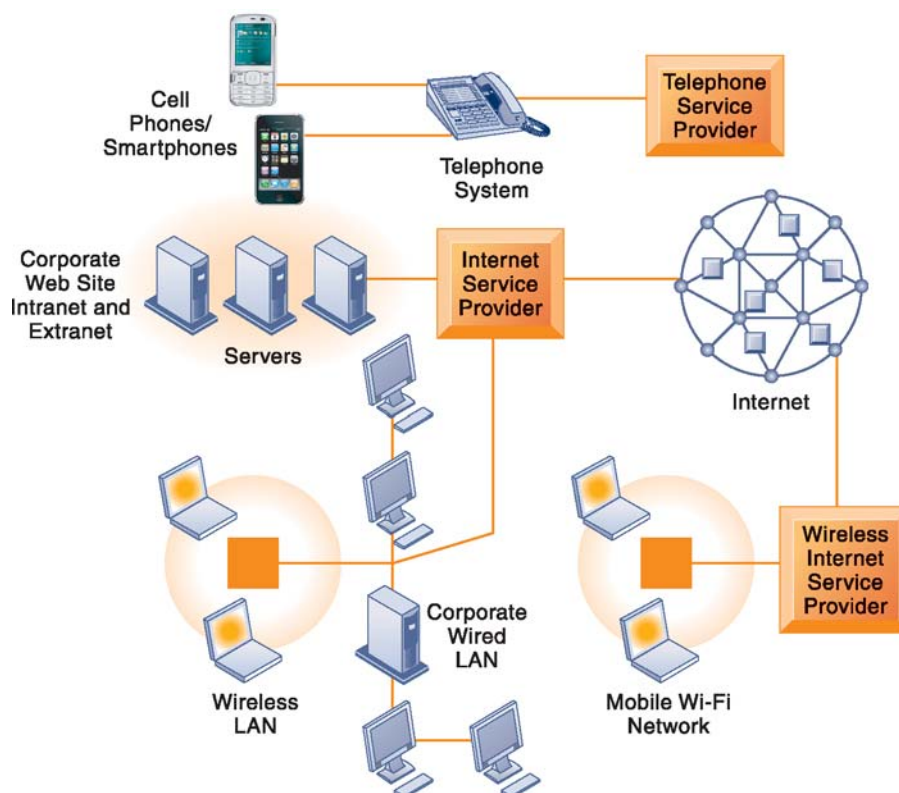 Cell
Phones/
Smartphones
Telephone
System
Telephone
Service
Provider
Corporate
Web Site
Intranet and
Extranet
Servers
Internet
Service
Provider
Internet
Wireless
LAN
Corporate
Wired
LAN
Mobile Wi-Fi
Network
Wireless
Internet
Service
Provider